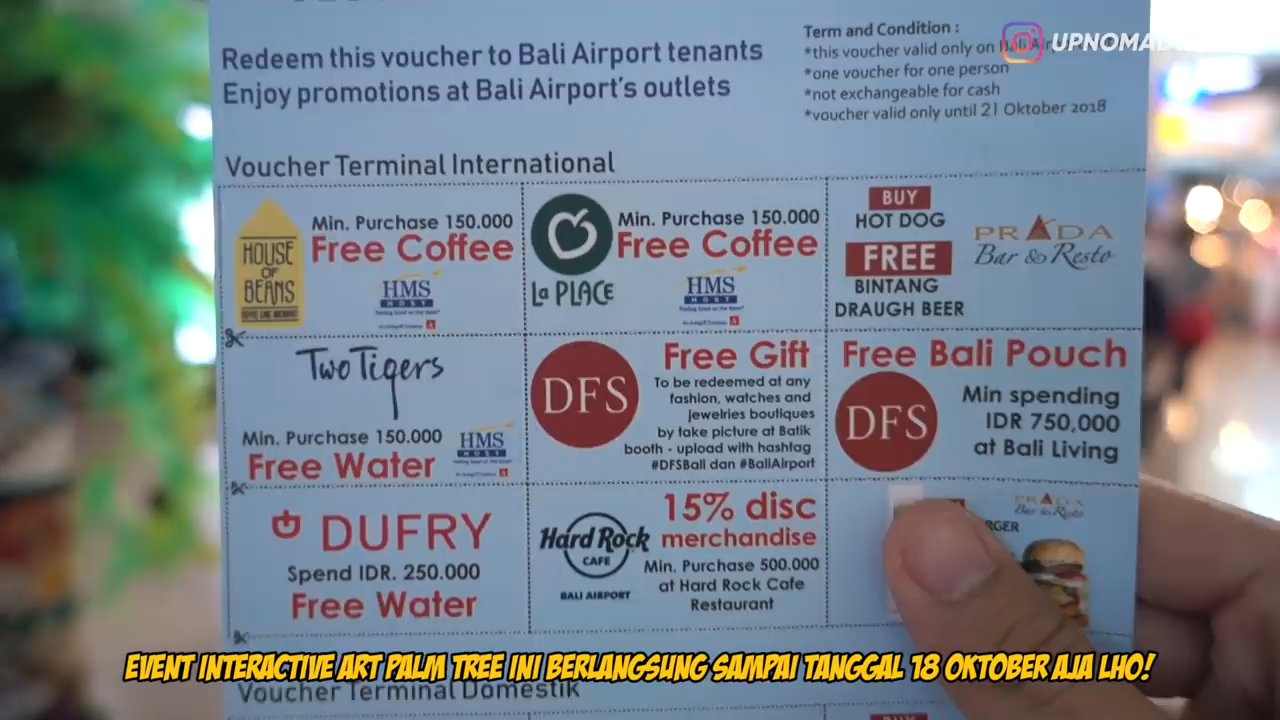 Redeem this voucher to Bali Airport tenants
Enjoy promotions at Bali Airport's outlets
Term and Condition :
*this voucher valid only on Bali
*one voucher for one person
*not exchangeable for cash
*voucher valid only until 21 Oktober 2018
UPNOMA
Voucher Terminal International
HOUSE
OF
BEANS
Min. Purchase 150.000
Free Coffee
HMS
HOST
La PLACE
Min. Purchase 150.000
Free Coffee
HMS
HOST
BUY
HOT DOG
FREE
BINTANG
DRAUGH BEER
PRADA
Bar & Resto
Two Tigers
Min. Purchase 150.000
Free Water
HMS
HOST
DFS
Free Gift
To be redeemed at any
fashion, watches and
jewelries boutiques
by take picture at Batik
booth - upload with hashtag
#DFSBali dan #BaliAirport
Free Bali Pouch
DFS
Min spending
IDR 750,000
at Bali Living
DUFRY
Spend IDR. 250.000
Free Water
Hard Rock
CAFE
BALI AIRPORT
15% disc
merchandise
Min. Purchase 500.000
at Hard Rock Cafe
Restaurant
PRADA
Bar & Resto
EVENT INTERACTIVE ART PALM TREE INI BERLANGSUNG SAMPAI TANGGAL 18 OKTOBER AJA LHO!
Voucher Terminal Domestik
BUY